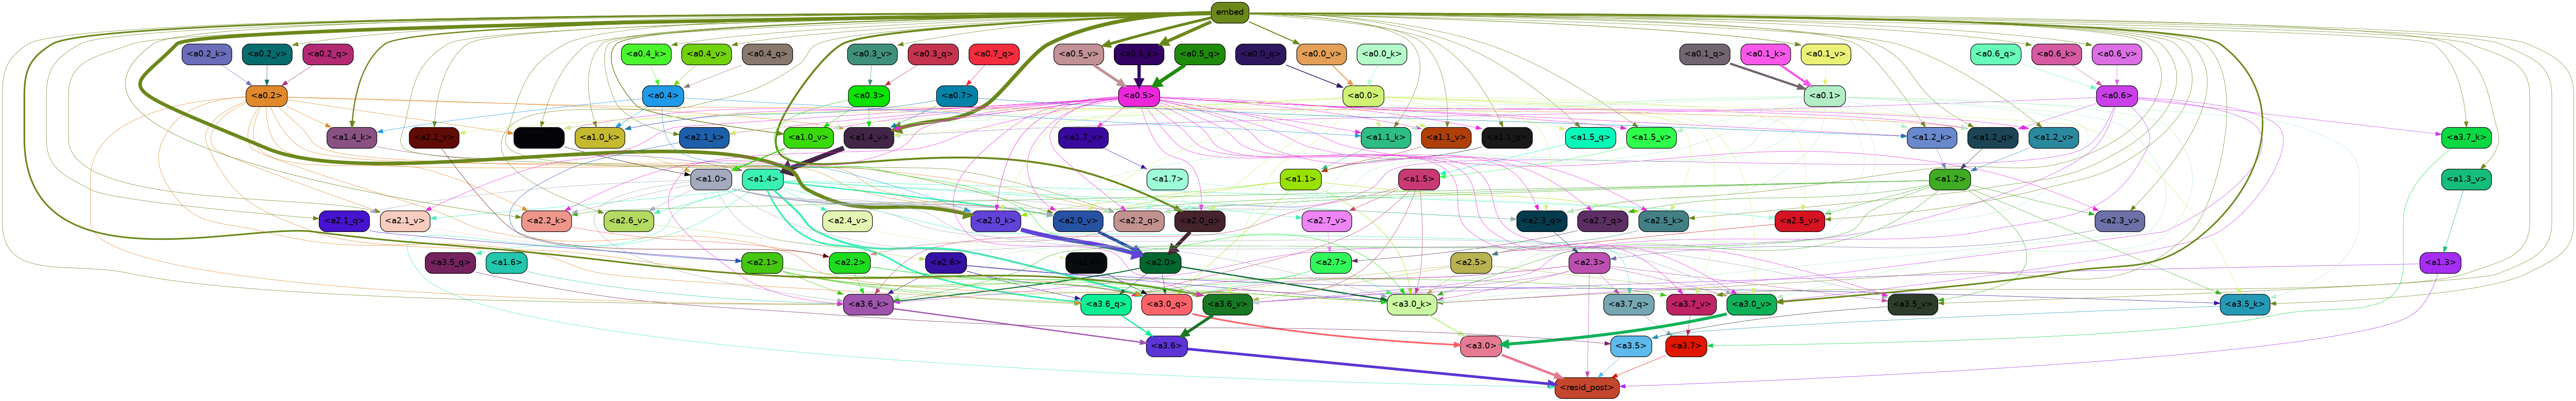 embed
<a0.2_k> <a0.2_v> <a0.2_q> <a0.4_k> <a0.4_v> <a0.4_q> <a0.3_v> <a0.3_q> <a0.7_q> <a0.5_v> <a0.5_q> <a0.0_q> <a0.0_v> <a0.0_k> <a0.1_q> <a0.1_k> <a0.1_v> <a0.6_q> <a0.6_k> <a0.6_v>
<a0.2> <a0.4> <a0.3> <a0.7> <a0.5> <a0.0> <a0.1> <a0.6>
<a1.4_k> <a2.2_v> <a1.0_k> <a2.1_k> <a1.0_v> <a1.4_v> <a1.7_v> <a1.1_k> <a1.1_v> <a1.1_q> <a1.5_q> <a1.5_v> <a1.2_k> <a1.2_q> <a1.2_v> <a3.7_k>
<a1.0> <a1.4> <a1.7> <a1.1> <a1.5> <a1.2> <a1.3_v>
<a2.1_q> <a2.1_v> <a2.2_k> <a2.6_v> <a2.4_v> <a2.0_k> <a2.0_v> <a2.2_q> <a2.0_q> <a2.7_v> <a2.3_q> <a2.7_q> <a2.5_k> <a2.5_v> <a2.3_v>
<a3.5_q> <a1.6> <a2.1> <a2.2> <a2.6> <a2.0> <a2.7> <a2.5> <a2.3> <a1.3>
<a3.6_k> <a3.6_q> <a3.0_q> <a3.6_v> <a3.0_k> <a3.7_q> <a3.7_v> <a3.0_v> <a3.5_v> <a3.5_k>
<a3.6> <a3.0> <a3.5> <a3.7>
<resid_post>